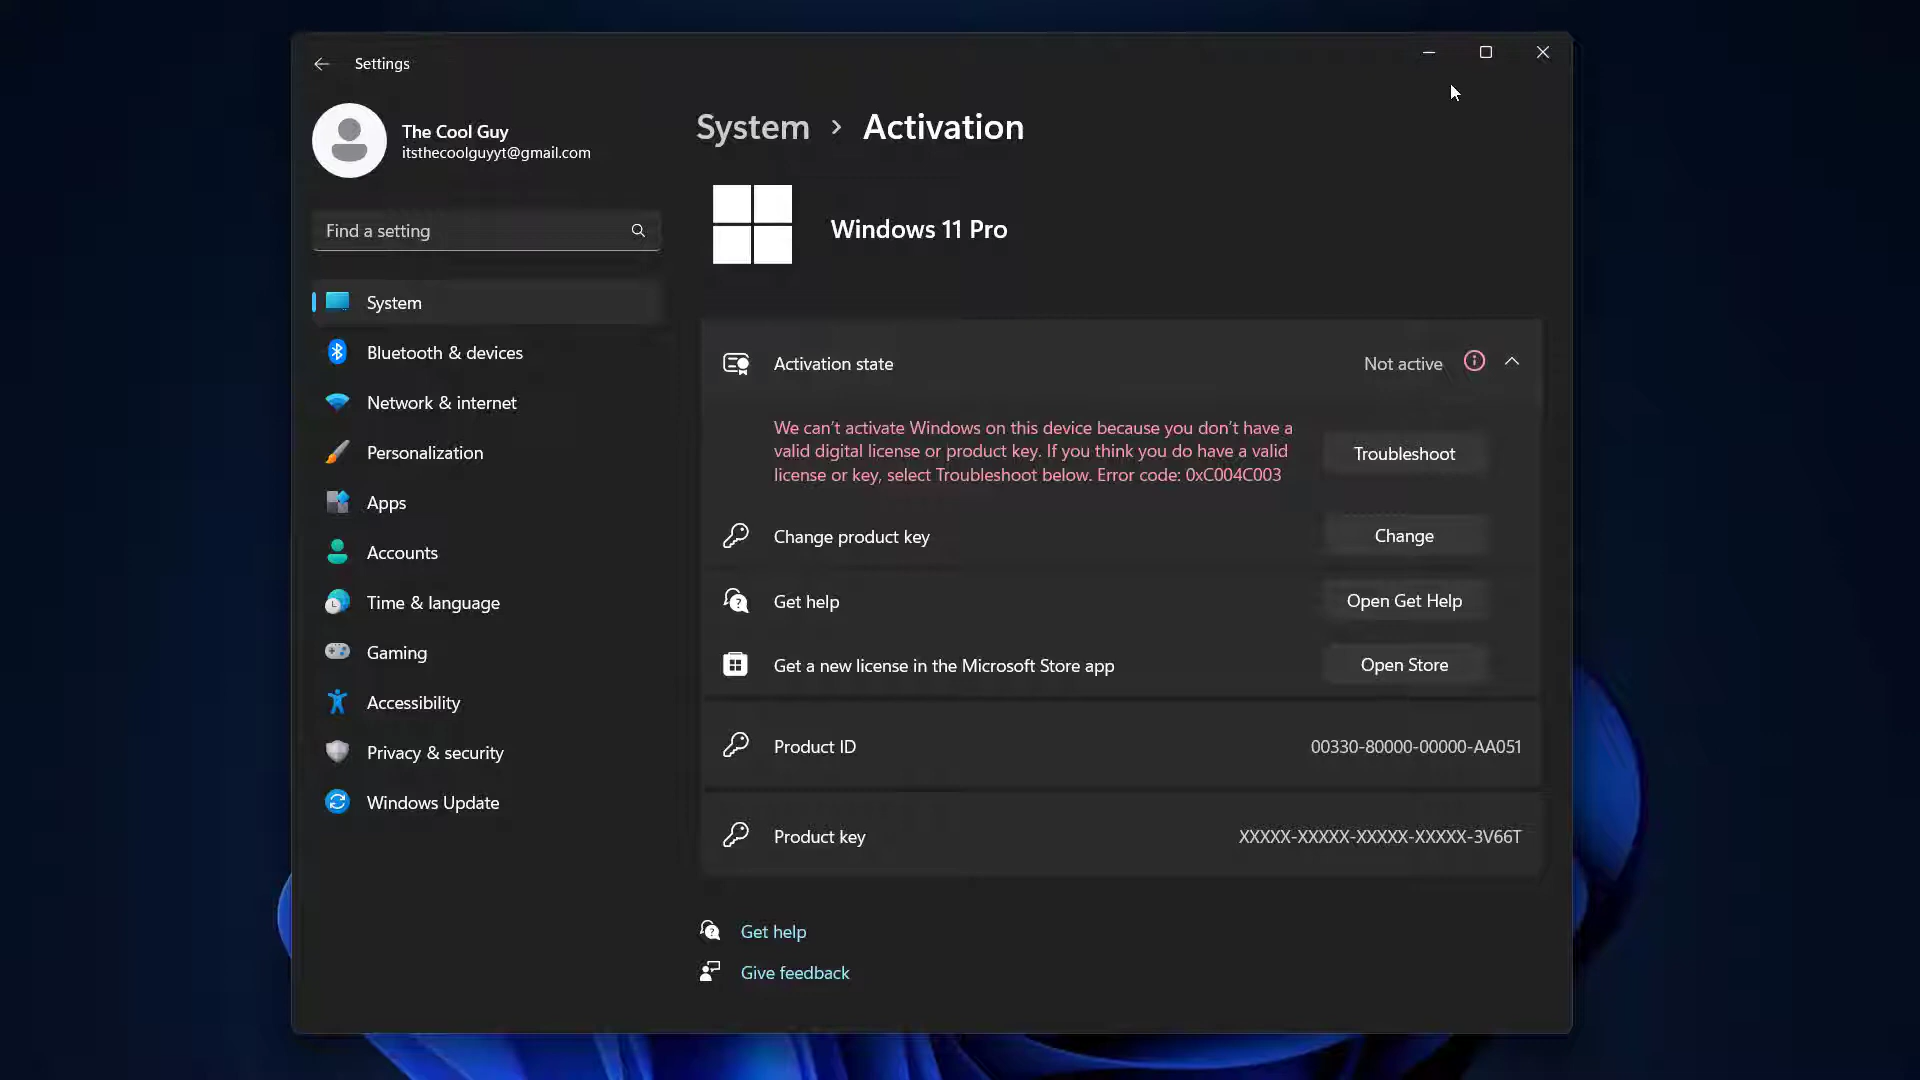 Settings
The Cool Guy
itsthecoolguyyt@gmail.com
Find a setting
System
Bluetooth & devices
Network & internet
Personalization
Apps
Accounts
Time & language
Gaming
Accessibility
Privacy & security
Windows Update
System › Activation
Windows 11 Pro
Activation state
Not active
We can’t activate Windows on this device because you don’t have a
valid digital license or product key. If you think you do have a valid
license or key, select Troubleshoot below. Error code: 0xC004C003
Troubleshoot
Change product key
Change
Get help
Open Get Help
Get a new license in the Microsoft Store app
Open Store
Product ID
00330-80000-00000-AA051
Product key
XXXXX-XXXXX-XXXXX-XXXXX-3V66T
Get help
Give feedback